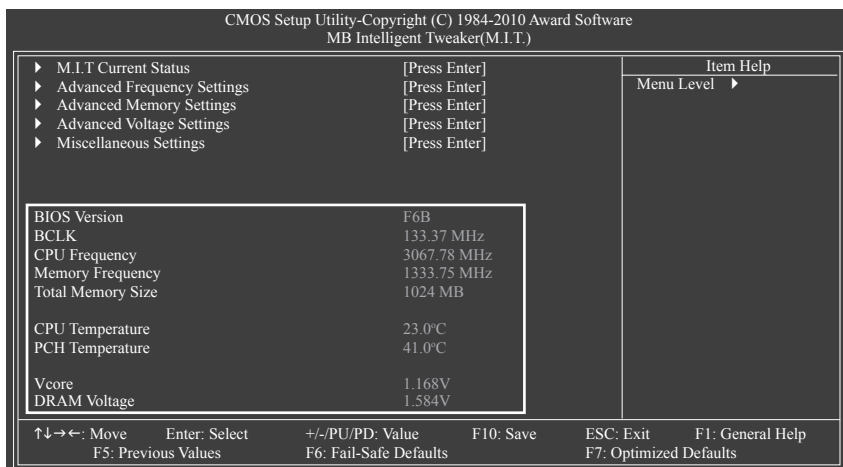 CMOS Setup Utility-Copyright (C) 1984-2010 Award Software
MB Intelligent Tweaker(M.I.T.)
M.I.T Current Status [Press Enter]
Advanced Frequency Settings [Press Enter]
Advanced Memory Settings [Press Enter]
Advanced Voltage Settings [Press Enter]
Miscellaneous Settings [Press Enter]
Item Help
Menu Level
BIOS Version F6B
BCLK 133.37 MHz
CPU Frequency 3067.78 MHz
Memory Frequency 1333.75 MHz
Total Memory Size 1024 MB
CPU Temperature 23.0ºC
PCH Temperature 41.0ºC
Vcore 1.168V
DRAM Voltage 1.584V
↑↓→←: Move Enter: Select +/-/PU/PD: Value F10: Save ESC: Exit F1: General Help
F5: Previous Values F6: Fail-Safe Defaults F7: Optimized Defaults